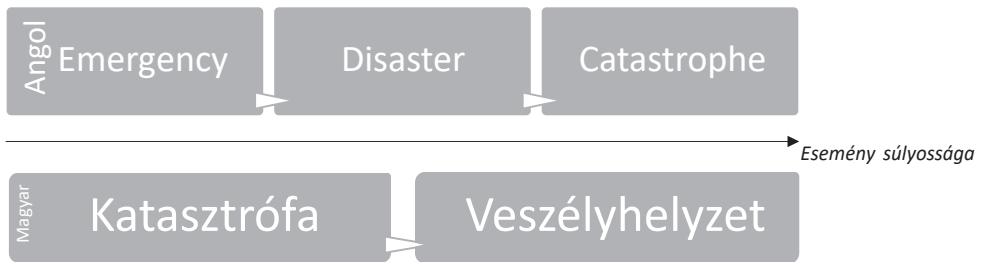 Angol
Emergency
Disaster
Catastrophe
Esemény súlyossága
Magyar
Katasztrófa
Veszélyhelyzet